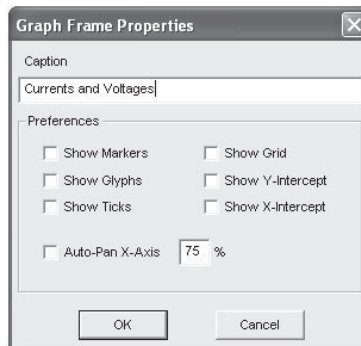 Graph Frame Properties
Caption
Currents and Voltages
Preferences
Show Markers
Show Grid
Show Glyphs
Show Y-Intercept
Show Ticks
Show X-Intercept
Auto-Pan X-Axis 75 %
OK
Cancel